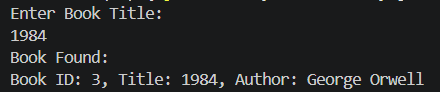 Enter Book Title:
1984
Book Found:
Book ID: 3, Title: 1984, Author: George Orwell